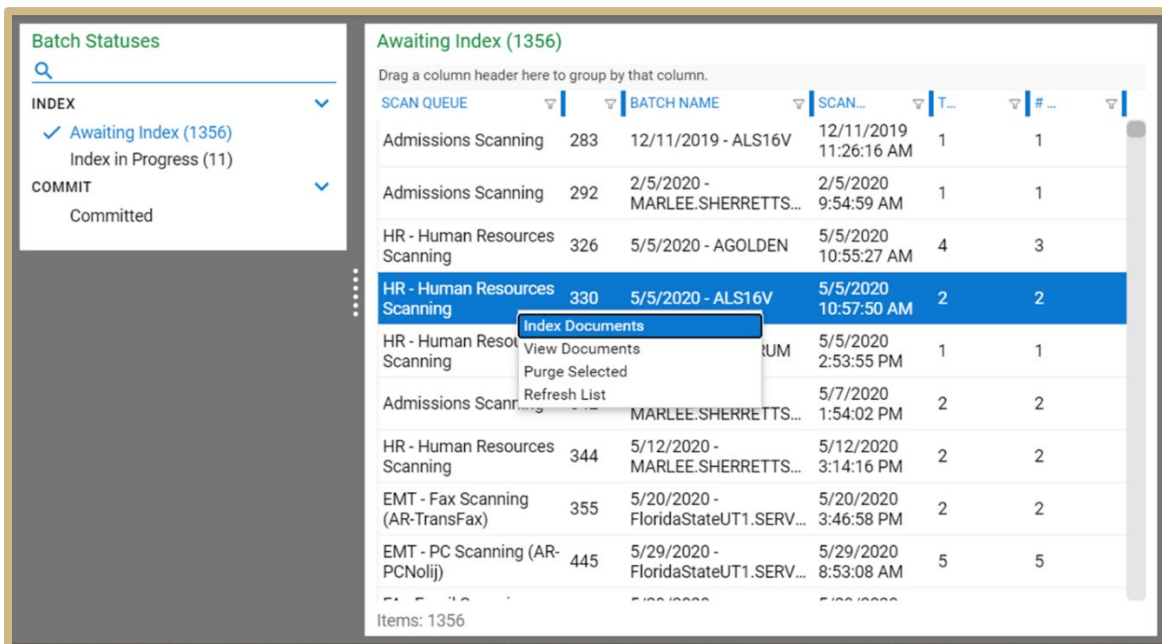 Batch Statuses
INDEX
Awaiting Index (1356)
Index in Progress (11)
COMMIT
Committed
Awaiting Index (1356)
Drag a column header here to group by that column.
SCAN QUEUE BATCH NAME SCAN... T... # ...
Admissions Scanning 283 12/11/2019 - ALS16V 12/11/2019 11:26:16 AM 1 1
Admissions Scanning 292 2/5/2020 - MARLEE.SHERRETTS... 2/5/2020 9:54:59 AM 1 1
HR - Human Resources Scanning 326 5/5/2020 - AGOLDEN 5/5/2020 10:55:27 AM 4 3
HR - Human Resources Scanning 330 5/5/2020 - ALS16V 5/5/2020 10:57:50 AM 2 2
Index Documents
View Documents
Purge Selected
Refresh List
HR - Human Scanning 5/5/2020 2:53:55 PM 1 1
Admissions MARLEE.SHERRETTS... 5/7/2020 1:54:02 PM 2 2
HR - Human Resources Scanning 344 5/12/2020 - MARLEE.SHERRETTS... 5/12/2020 3:14:16 PM 2 2
EMT - Fax Scanning (AR-TransFax) 355 5/20/2020 - FloridaStateUT1.SERV... 5/20/2020 3:46:58 PM 2 2
EMT - PC Scanning (AR-PCNolij) 445 5/29/2020 - FloridaStateUT1.SERV... 5/29/2020 8:53:08 AM 5 5
Items: 1356